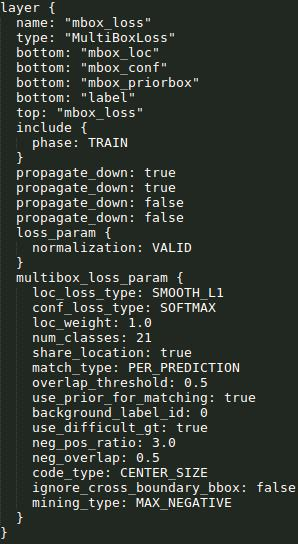 layer {
  name: "mbox_loss"
  type: "MultiBoxLoss"
  bottom: "mbox_loc"
  bottom: "mbox_conf"
  bottom: "mbox_priorbox"
  bottom: "label"
  top: "mbox_loss"
  include {
    phase: TRAIN
  }
  propagate_down: true
  propagate_down: true
  propagate_down: false
  propagate_down: false
  loss_param {
    normalization: VALID
  }
  multibox_loss_param {
    loc_loss_type: SMOOTH_L1
    conf_loss_type: SOFTMAX
    loc_weight: 1.0
    num_classes: 21
    share_location: true
    match_type: PER_PREDICTION
    overlap_threshold: 0.5
    use_prior_for_matching: true
    background_label_id: 0
    use_difficult_gt: true
    neg_pos_ratio: 3.0
    neg_overlap: 0.5
    code_type: CENTER_SIZE
    ignore_cross_boundary_bbox: false
    mining_type: MAX_NEGATIVE
  }
}